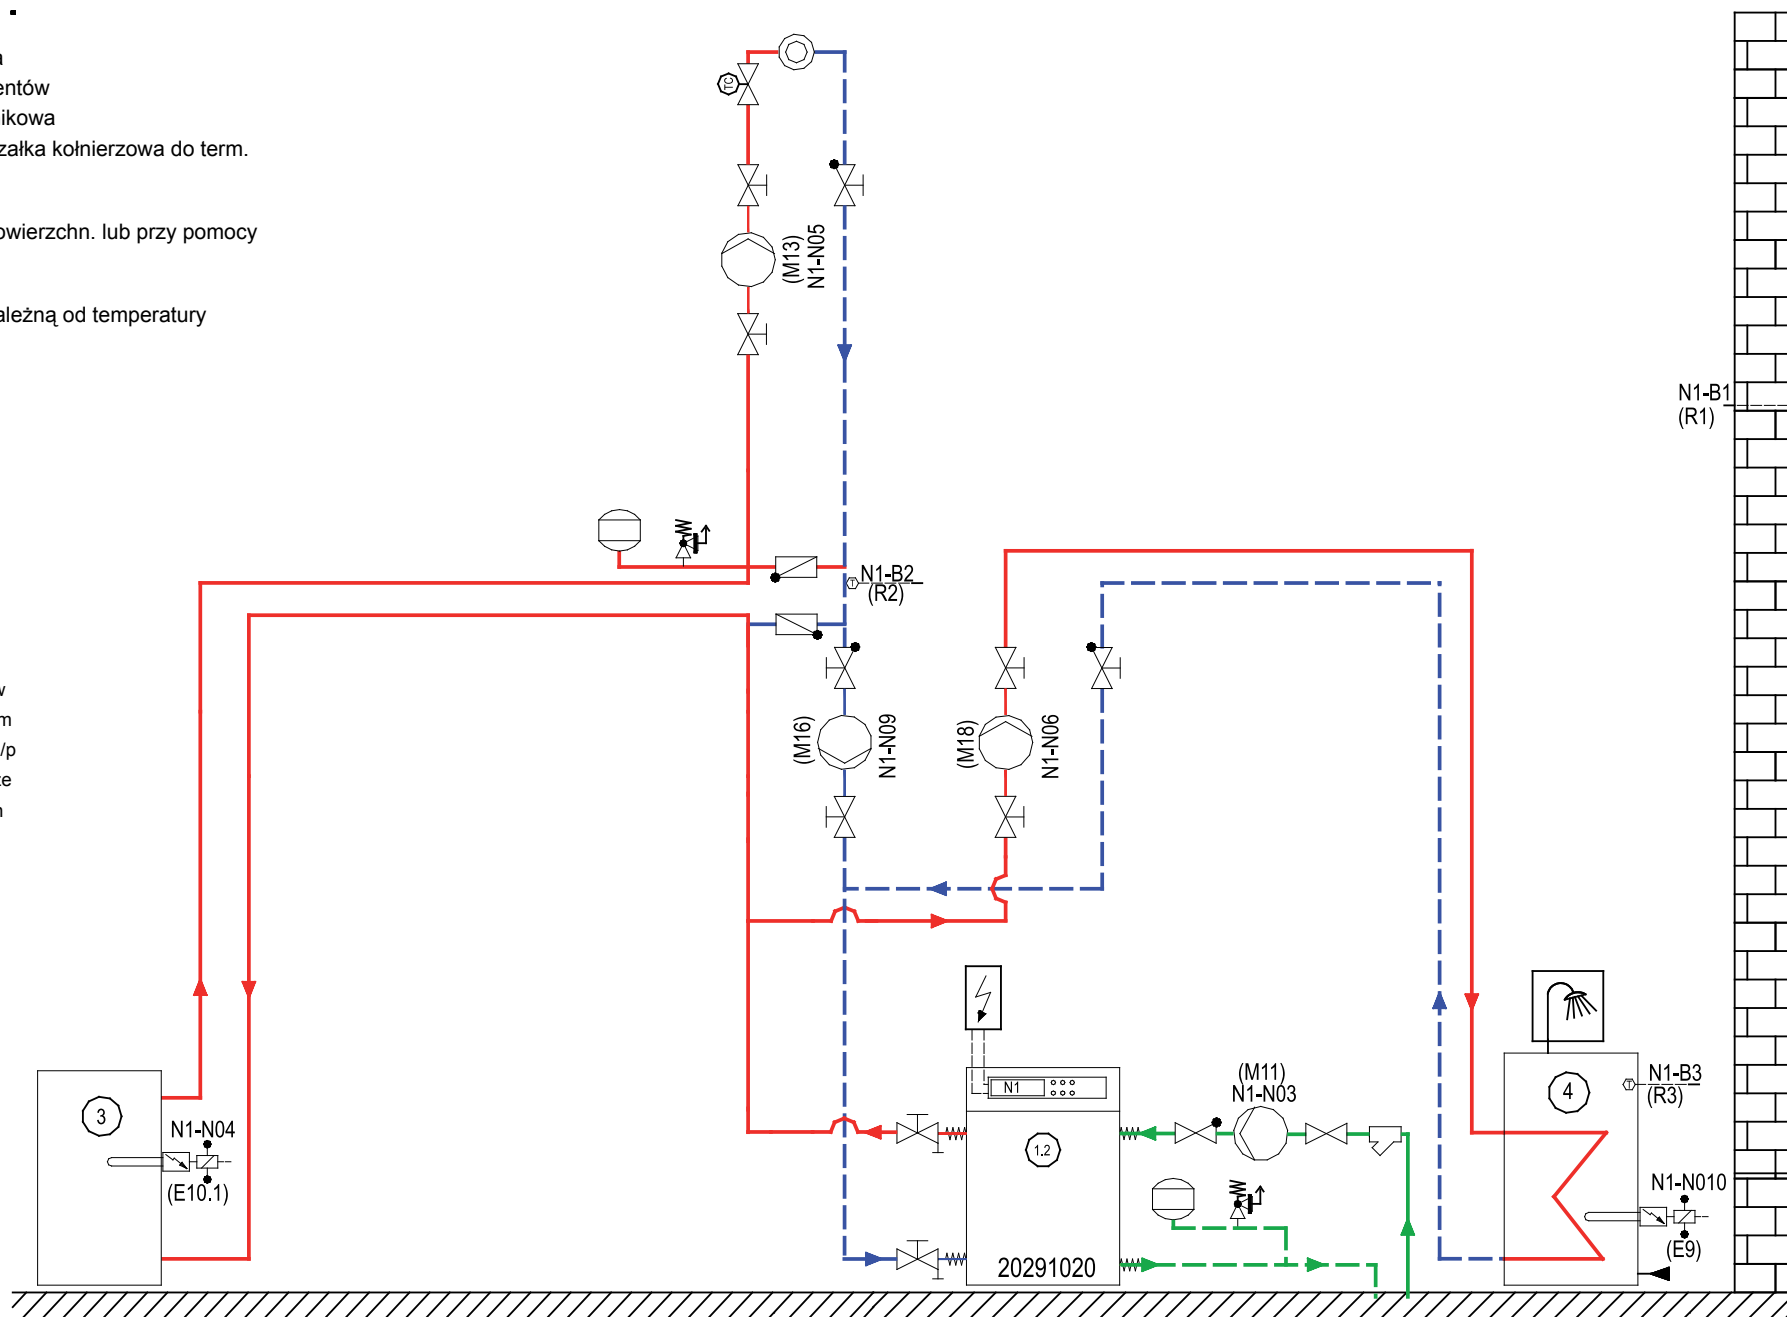 entów
ikowa
załka kołnierzowa do term.
owierzchn. lub przy pomocy
ależną od temperatury
w
m
/p
te
TC
(M13)
N1-N05
N1-B1
(R1)
T N1-B2
(R2)
(M16)
N1-N09
(M18)
N1-N06
N1
(M11)
N1-N03
1.2
20291020
3
N1-N04
(E10.1)
4
T N1-B3
(R3)
N1-N010
(E9)